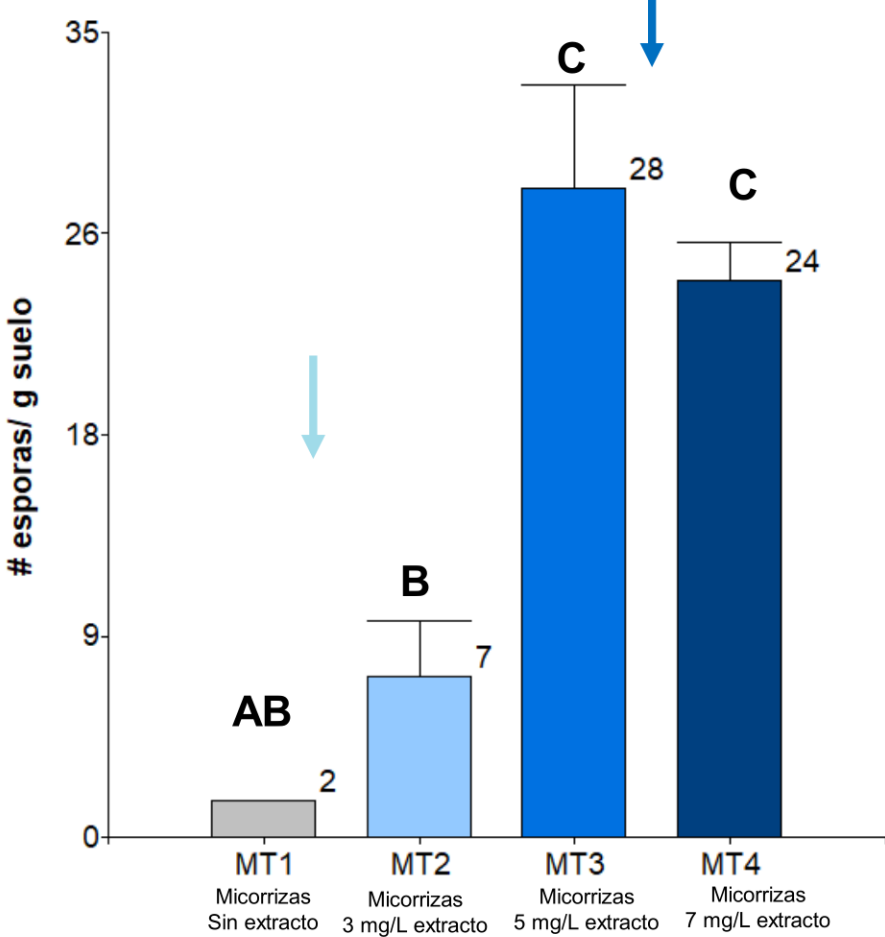 # esporas/ g suelo
35
26
18
9
0
AB
2
B
7
C
28
C
24
MT1
Micorrizas
Sin extracto
MT2
Micorrizas
3 mg/L extracto
MT3
Micorrizas
5 mg/L extracto
MT4
Micorrizas
7 mg/L extracto